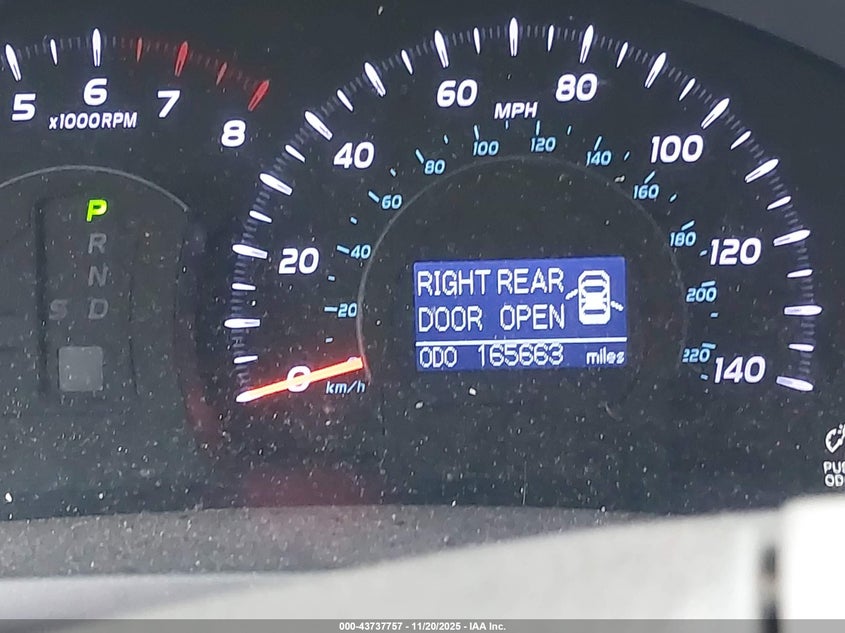 5 6 7 8
x1000RPM
P
R
N
S D
0 20 40 60 80 100 120 140
MPH
20 40 60 80 100 120 140 160 180 200 220
km/h
RIGHT REAR
DOOR OPEN
ODO 165663 miles
000-43737757 - 11/20/2025 - IAA Inc.